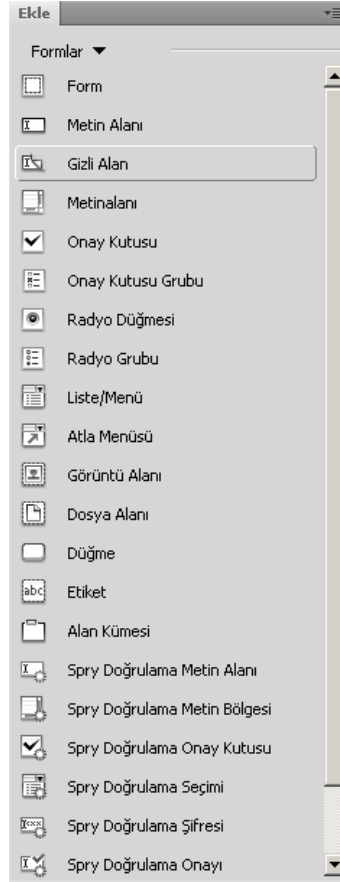 Ekle
Formlar
Form
Metin Alanı
Gizli Alan
Metinalanı
Onay Kutusu
Onay Kutusu Grubu
Radyo Düğmesi
Radyo Grubu
Liste/Menü
Atla Menüsü
Görüntü Alanı
Dosya Alanı
Düğme
abc Etiket
Alan Kümesi
Spry Doğrulama Metin Alanı
Spry Doğrulama Metin Bölgesi
Spry Doğrulama Onay Kutusu
Spry Doğrulama Seçimi
Spry Doğrulama Şifresi
Spry Doğrulama Onayı